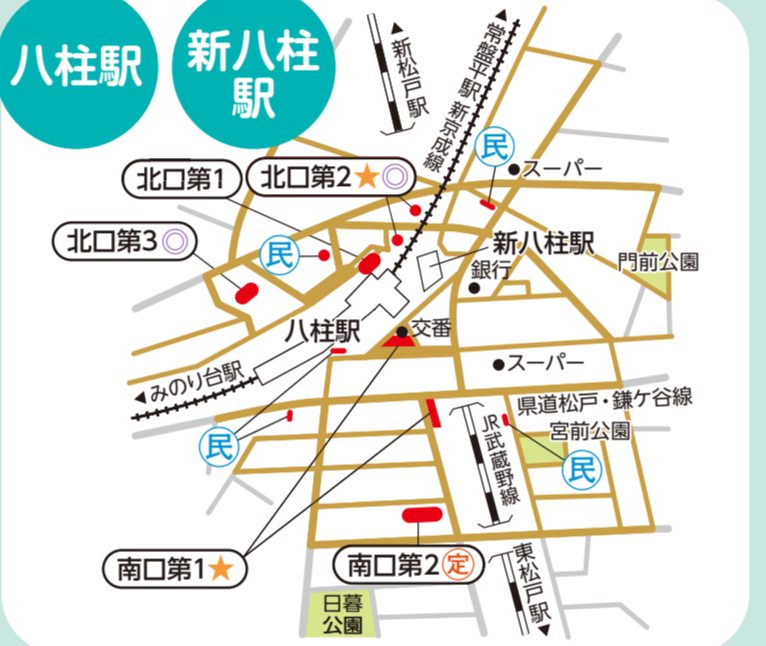 八柱駅
新八柱
駅
▲新松戸駅
▲常盤平駅
新京成線
民
スーパー
北口第1
北口第2★◎
北口第3◎
民
新八柱駅
銀行
門前公園
八柱駅
交番
スーパー
◀みのり台駅
県道松戸・鎌ケ谷線
宮前公園
JR武蔵野線
民
民
南口第1★
南口第2定
東松戸駅▶
日暮
公園